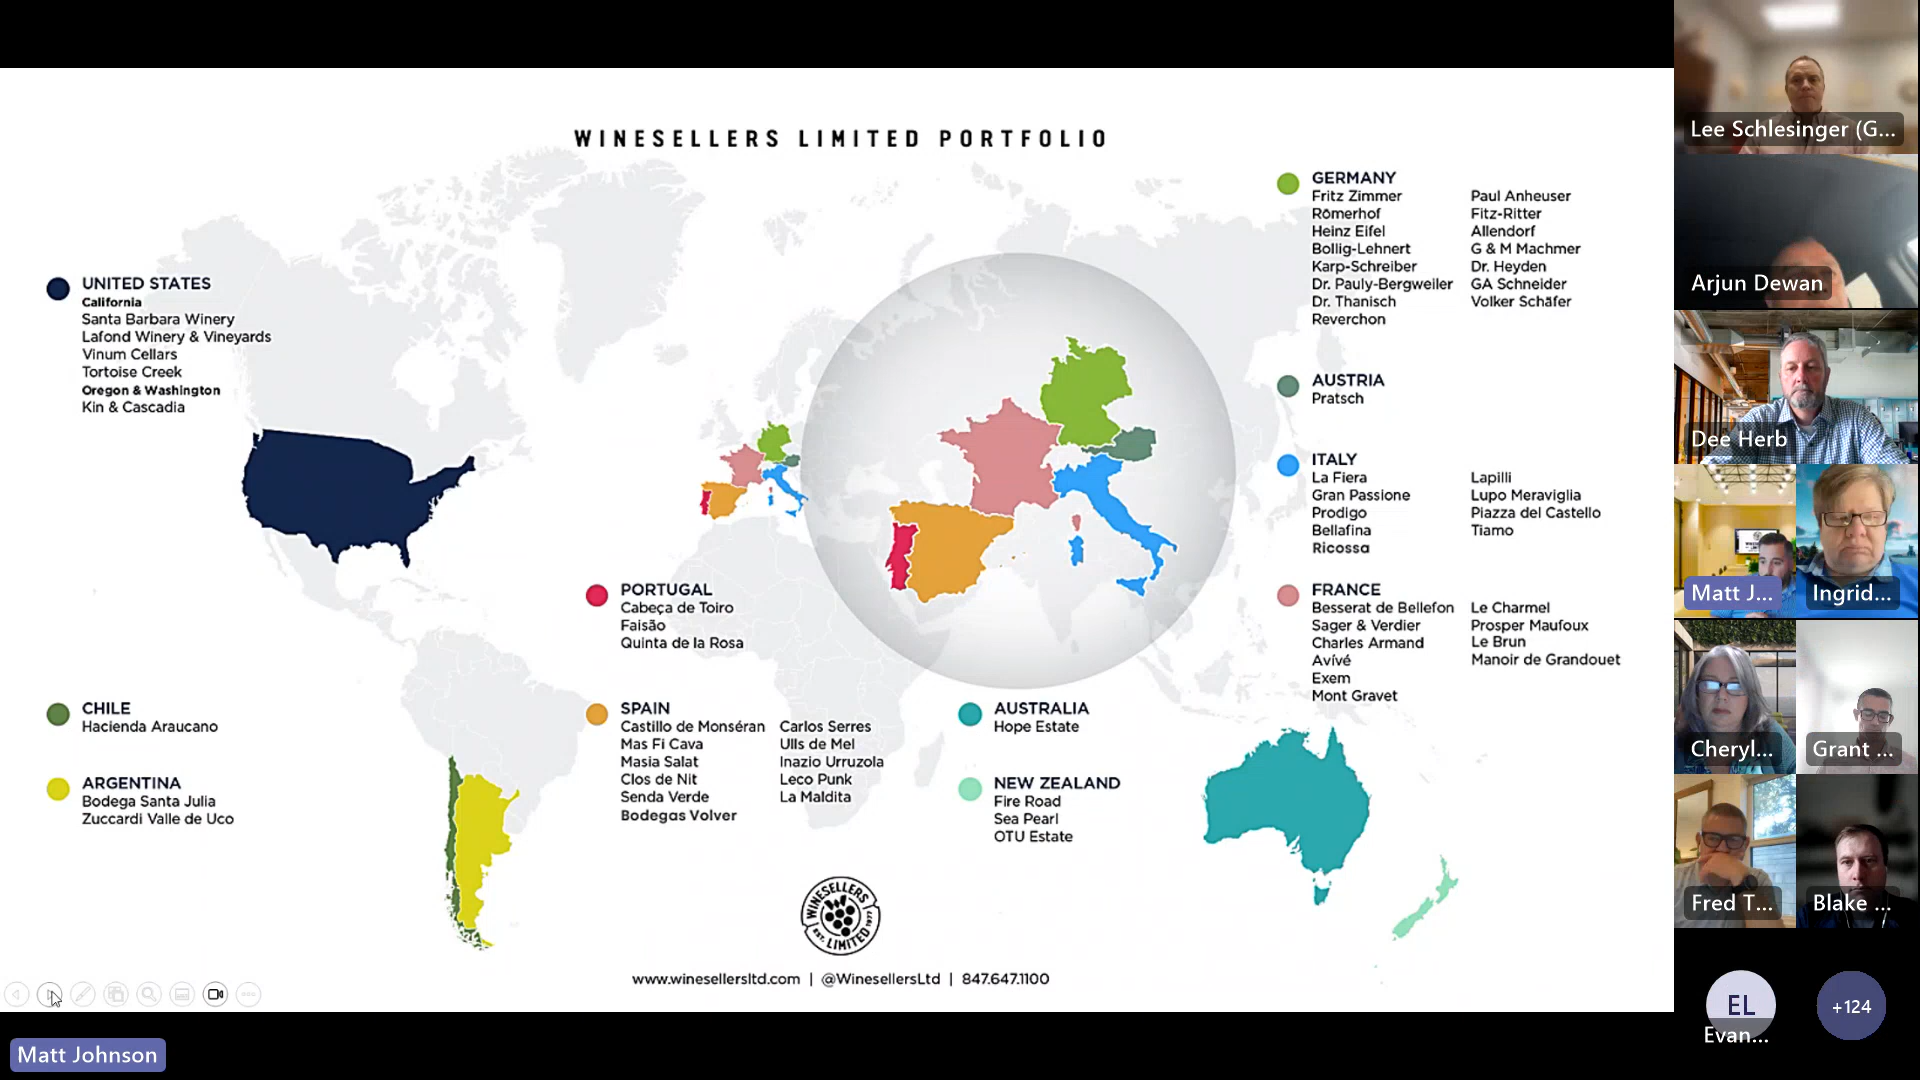 WINESELLERS LIMITED PORTFOLIO
UNITED STATES
California
Santa Barbara Winery
Lafond Winery & Vineyards
Vinum Cellars
Tortoise Creek
Oregon & Washington
Kin & Cascadia
CHILE
Hacienda Araucano
ARGENTINA
Bodega Santa Julia
Zuccardi Valle de Uco
PORTUGAL
Cabeça de Toiro
Faisão
Quinta de la Rosa
SPAIN
Castillo de Monséran
Mas Fi Cava
Masia Salat
Clos de Nit
Senda Verde
Bodegas Volver
Carlos Serres
Ulls de Mel
Inazio Urruzola
Leco Punk
La Maldita
AUSTRALIA
Hope Estate
NEW ZEALAND
Fire Road
Sea Pearl
OTU Estate
GERMANY
Fritz Zimmer
Römerhof
Heinz Eifel
Bollig-Lehnert
Karp-Schreiber
Dr. Pauly-Bergweiler
Dr. Thanisch
Reverchon
Paul Anheuser
Fitz-Ritter
Allendorf
G & M Machmer
Dr. Heyden
GA Schneider
Volker Schäfer
AUSTRIA
Pratsch
ITALY
La Fiera
Gran Passione
Prodigo
Bellafina
Ricossa
Lapilli
Lupo Meraviglia
Piazza del Castello
Tiamo
FRANCE
Besserat de Bellefon
Sager & Verdier
Charles Armand
Avívé
Exem
Mont Gravet
Le Charmel
Prosper Maufoux
Le Brun
Manoir de Grandouet
WINESELLERS
LIMITED
www.winesellersltd.com | @WinesellersLtd | 847.647.1100
Matt Johnson
Lee Schlesinger (G...
Arjun Dewan
Dee Herb
Matt J...
Ingrid...
Cheryl...
Grant ...
Fred T...
Blake ...
EL
Evan...
+124